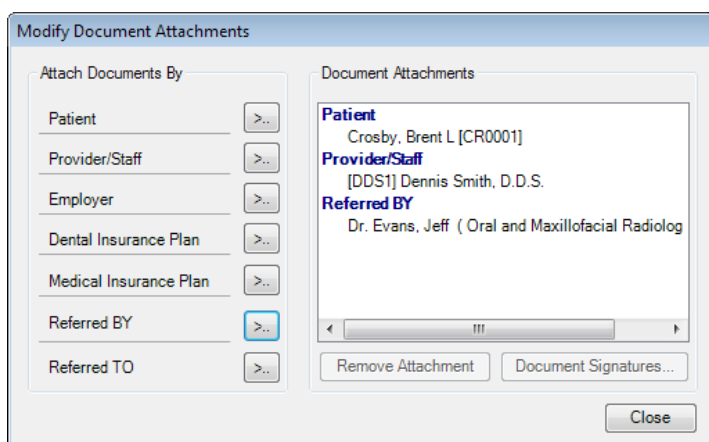 Modify Document Attachments
Attach Documents By
Patient >..
Provider/Staff >..
Employer >..
Dental Insurance Plan >..
Medical Insurance Plan >..
Referred BY >..
Referred TO >..
Document Attachments
Patient
Crosby, Brent L [CR0001]
Provider/Staff
[DDS1] Dennis Smith, D.D.S.
Referred BY
Dr. Evans, Jeff ( Oral and Maxillofacial Radiolog
Remove Attachment
Document Signatures...
Close